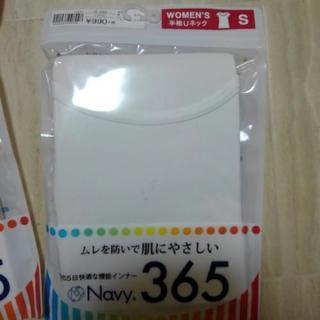 ¥990
WOMEN'S
半袖Uネック
S
ムレを防いで肌にやさしい
365日快適な機能インナー
Navy. 365
5